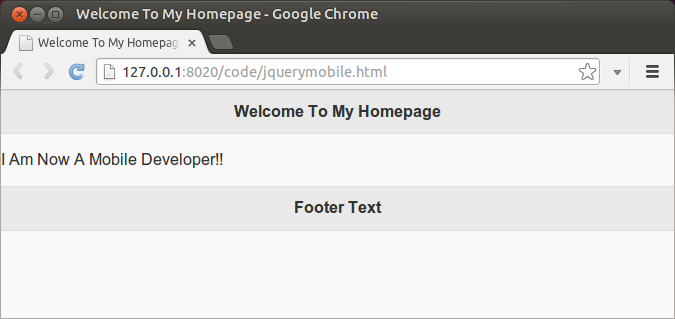 Welcome To My Homepage - Google Chrome
Welcome To My Homepag
127.0.0.1:8020/code/jquerymobile.html
Welcome To My Homepage
I Am Now A Mobile Developer!!
Footer Text